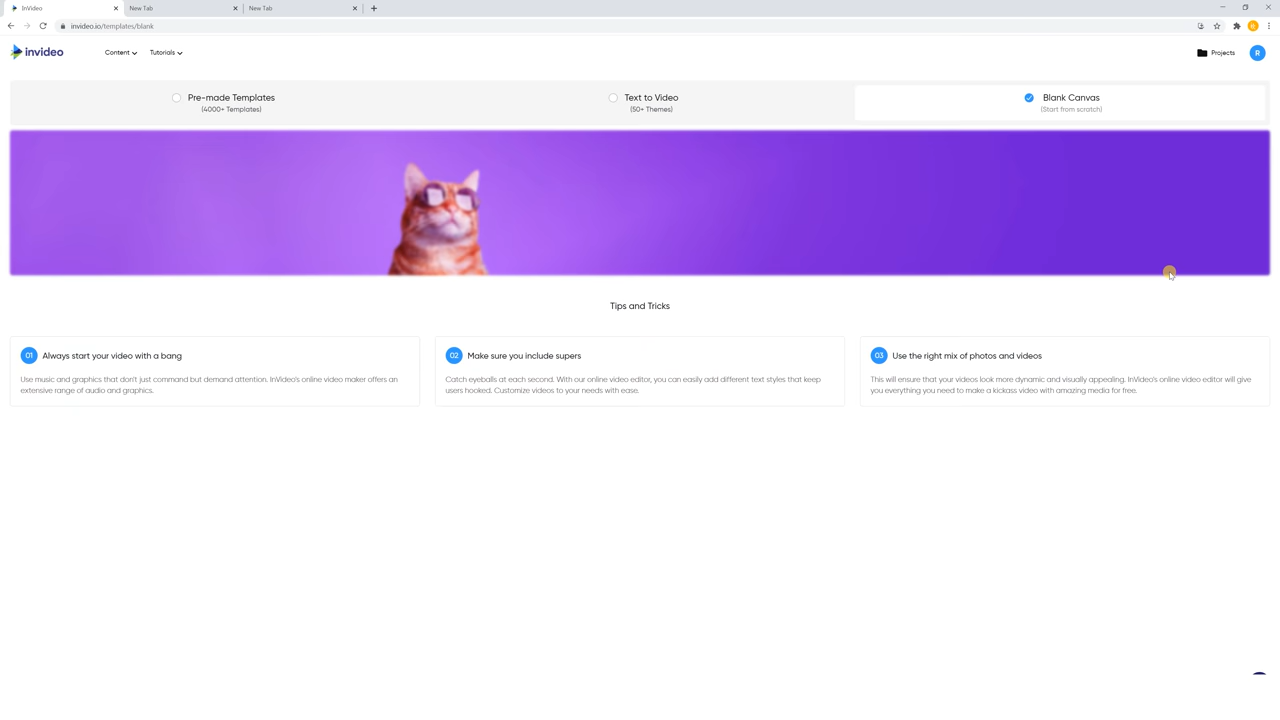 InVideo
New Tab
New Tab
invideo.io/templates/blank
invideo
Content
Tutorials
Projects
R
Pre-made Templates
(4000+ Templates)
Text to Video
(50+ Themes)
Blank Canvas
(Start from scratch)
Tips and Tricks
01 Always start your video with a bang
Use music and graphics that don't just command but demand attention. InVideo's online video maker offers an
extensive range of audio and graphics.
02 Make sure you include supers
Catch eyeballs at each second. With our online video editor, you can easily add different text styles that keep
users hooked. Customize videos to your needs with ease.
03 Use the right mix of photos and videos
This will ensure that your videos look more dynamic and visually appealing. InVideo's online video editor will give
you everything you need to make a kickass video with amazing media for free.